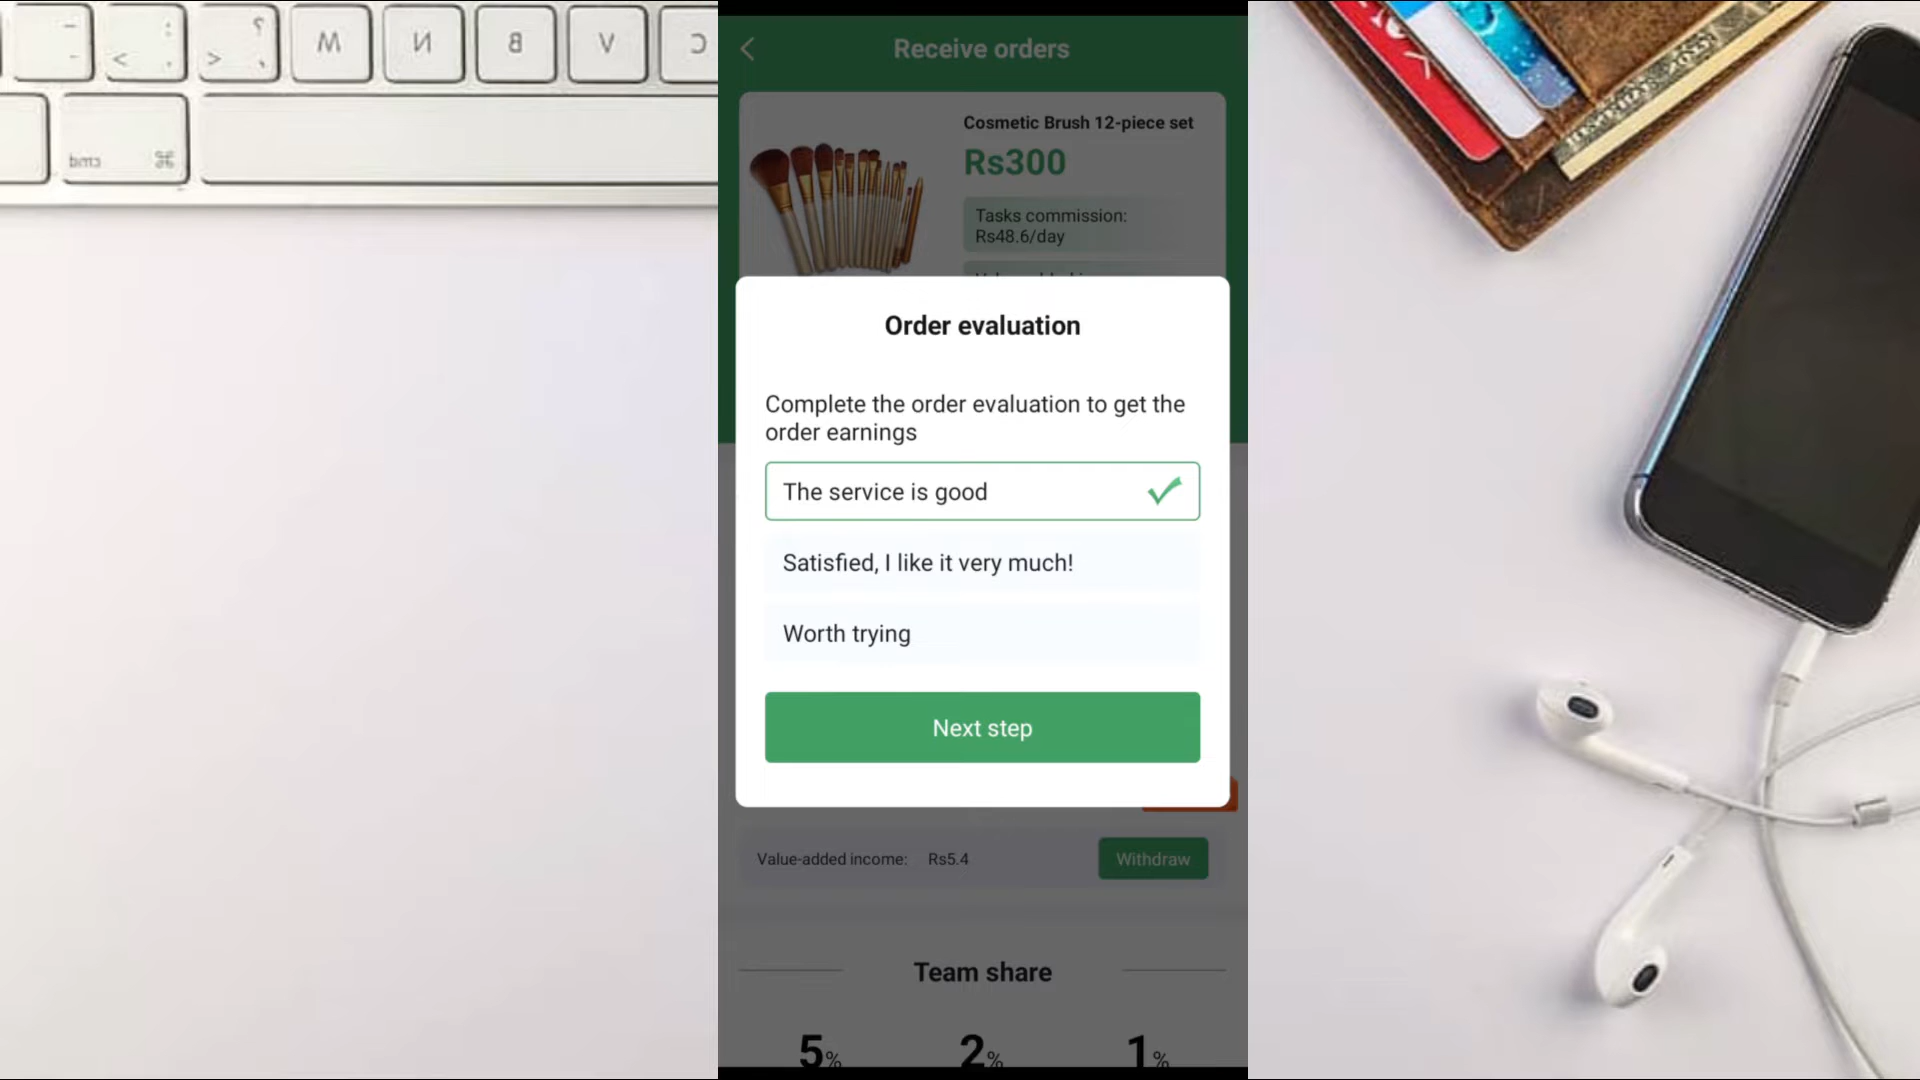 M
N
B
V
C
cmd
Receive orders
Cosmetic Brush 12-piece set
Rs300
Tasks commission:
Rs48.6/day
Order evaluation
Complete the order evaluation to get the
order earnings
The service is good
Satisfied, I like it very much!
Worth trying
Next step
Value-added income: Rs5.4
Withdraw
Team share
5%
2%
1%